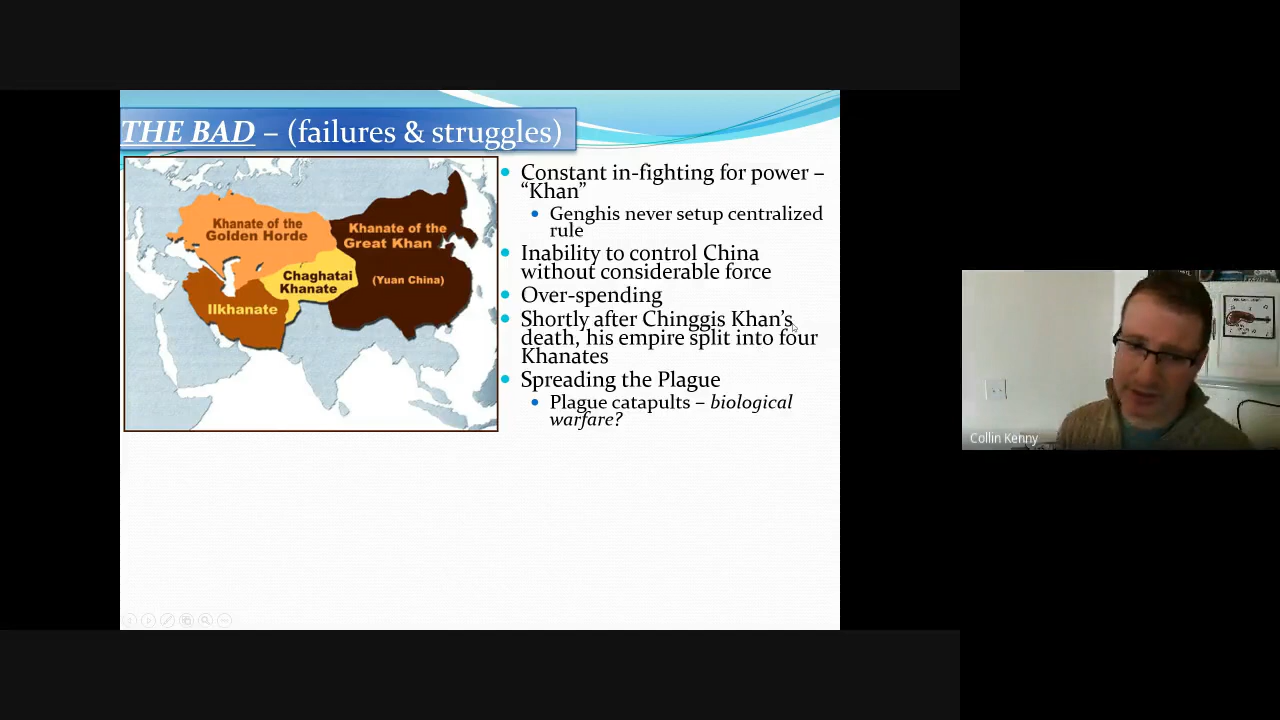 THE BAD – (failures & struggles)
Khanate of the
Golden Horde
Khanate of the
Great Khan
(Yuan China)
Chaghatai
Khanate
Ilkhanate
Constant in-fighting for power –
“Khan”
Genghis never setup centralized
rule
Inability to control China
without considerable force
Over-spending
Shortly after Chinggis Khan’s
death, his empire split into four
Khanates
Spreading the Plague
Plague catapults – biological
warfare?
Collin Kenny